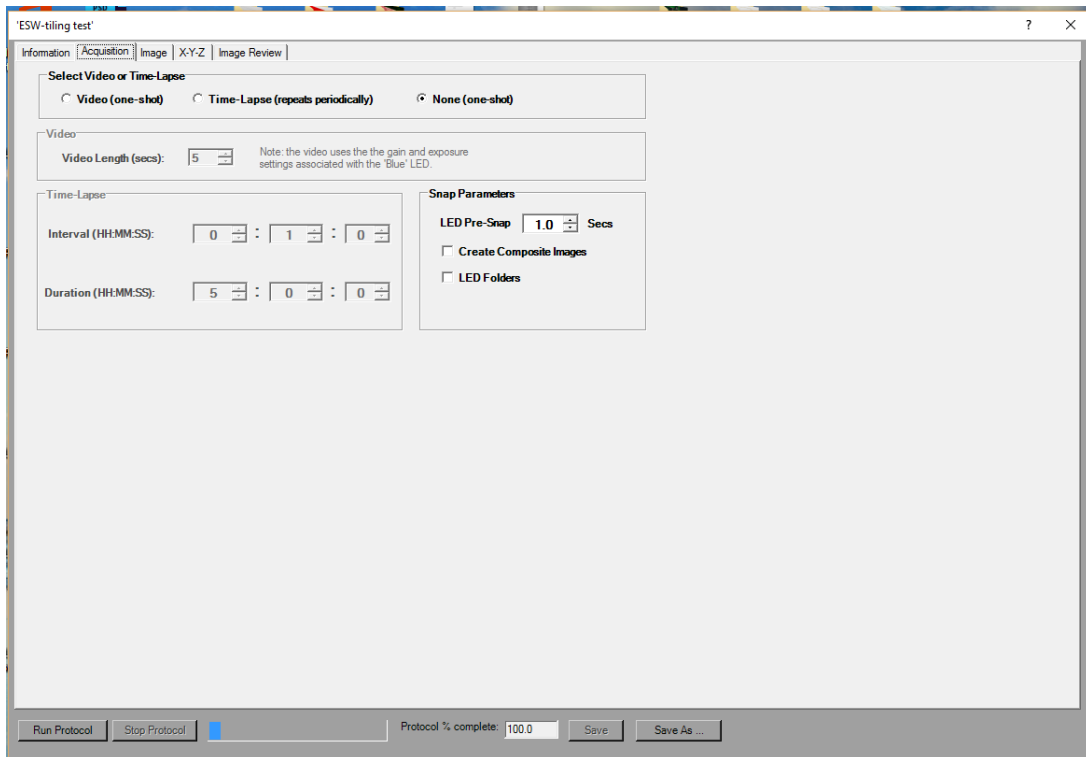 PSD
'ESW-tiling test'
?
Information Acquisition Image X-Y-Z Image Review
Select Video or Time-Lapse
Video (one-shot) Time-Lapse (repeats periodically) None (one-shot)
Video
Video Length (secs): 5 Note: the video uses the the gain and exposure
settings associated with the 'Blue' LED.
Time-Lapse
Interval (HH:MM:SS): 0 : 1 : 0
Duration (HH:MM:SS): 5 : 0 : 0
Snap Parameters
LED Pre-Snap 1.0 Secs
Create Composite Images
LED Folders
Run Protocol Stop Protocol Protocol % complete: 100.0 Save Save As ...